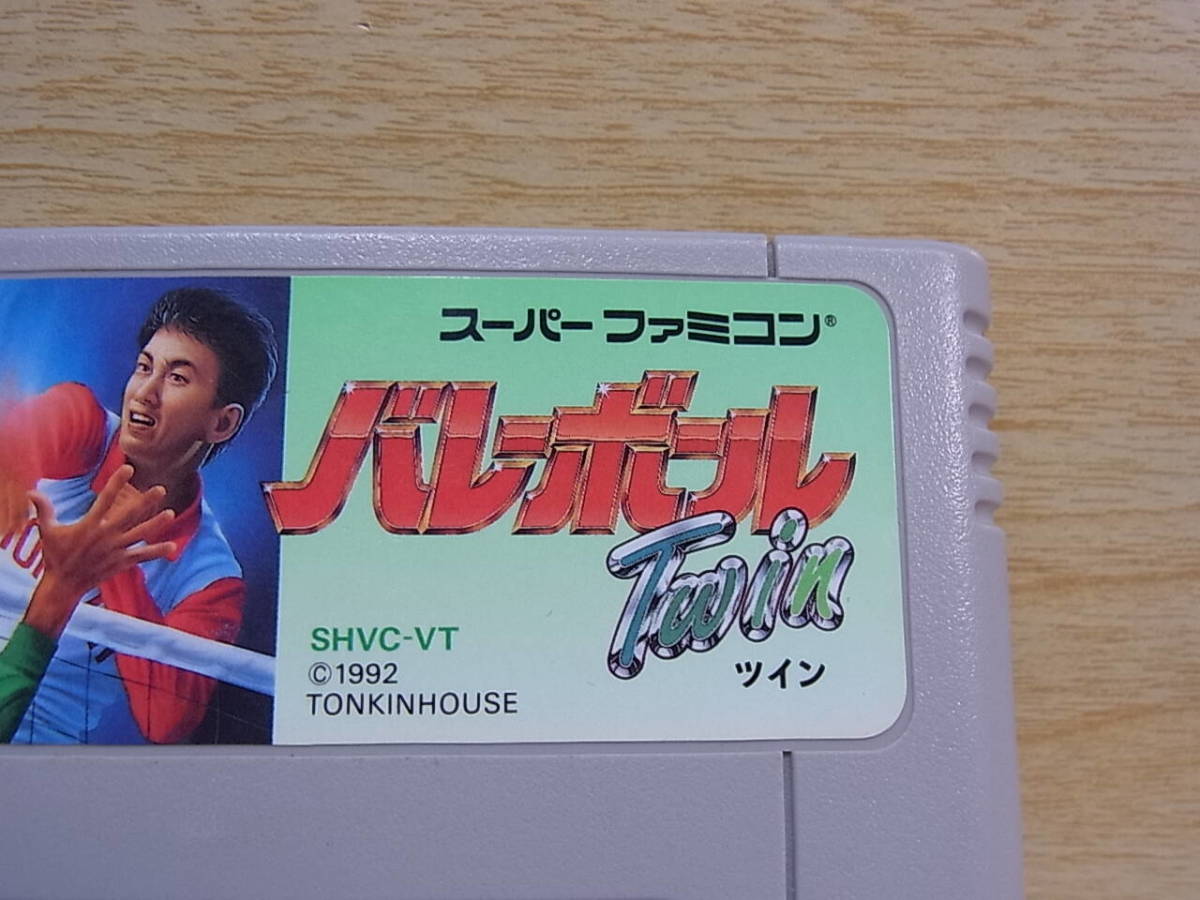 スーパーファミコン®
バレーボール
Twin
ツイン
SHVC-VT
©1992
TONKINHOUSE